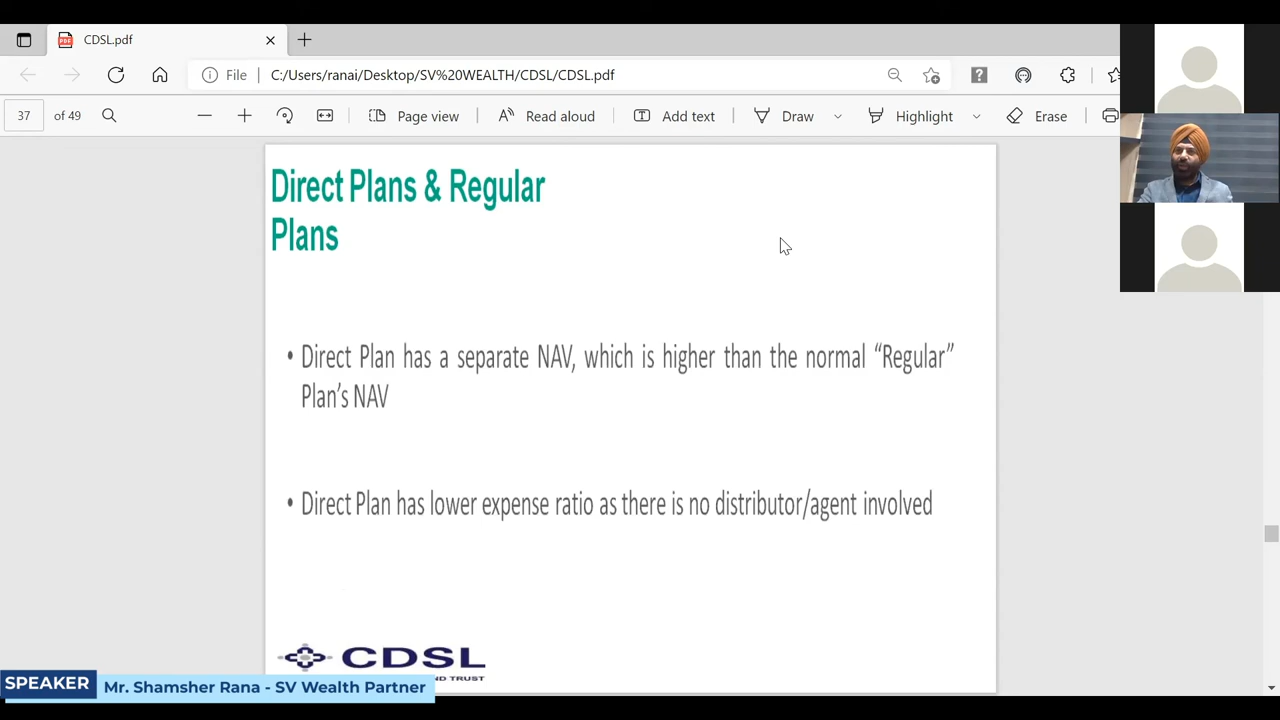 CDSL.pdf
File C:/Users/ranai/Desktop/SV%20WEALTH/CDSL/CDSL.pdf
37 of 49 Page view Read aloud Add text Draw Highlight Erase
Direct Plans & Regular
Plans
• Direct Plan has a separate NAV, which is higher than the normal “Regular”
Plan’s NAV
• Direct Plan has lower expense ratio as there is no distributor/agent involved
CDSL
ND TRUST
SPEAKER Mr. Shamsher Rana - SV Wealth Partner